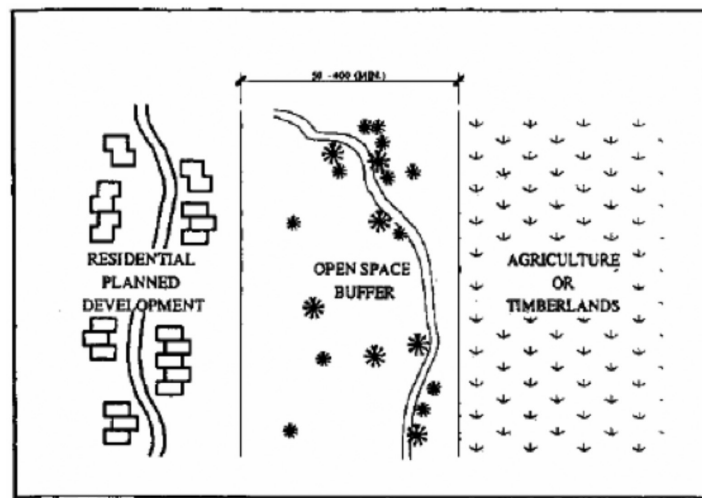 50 -400 (MIN.)
RESIDENTIAL
PLANNED
DEVELOPMENT
OPEN SPACE
BUFFER
AGRICULTURE
OR
TIMBERLANDS